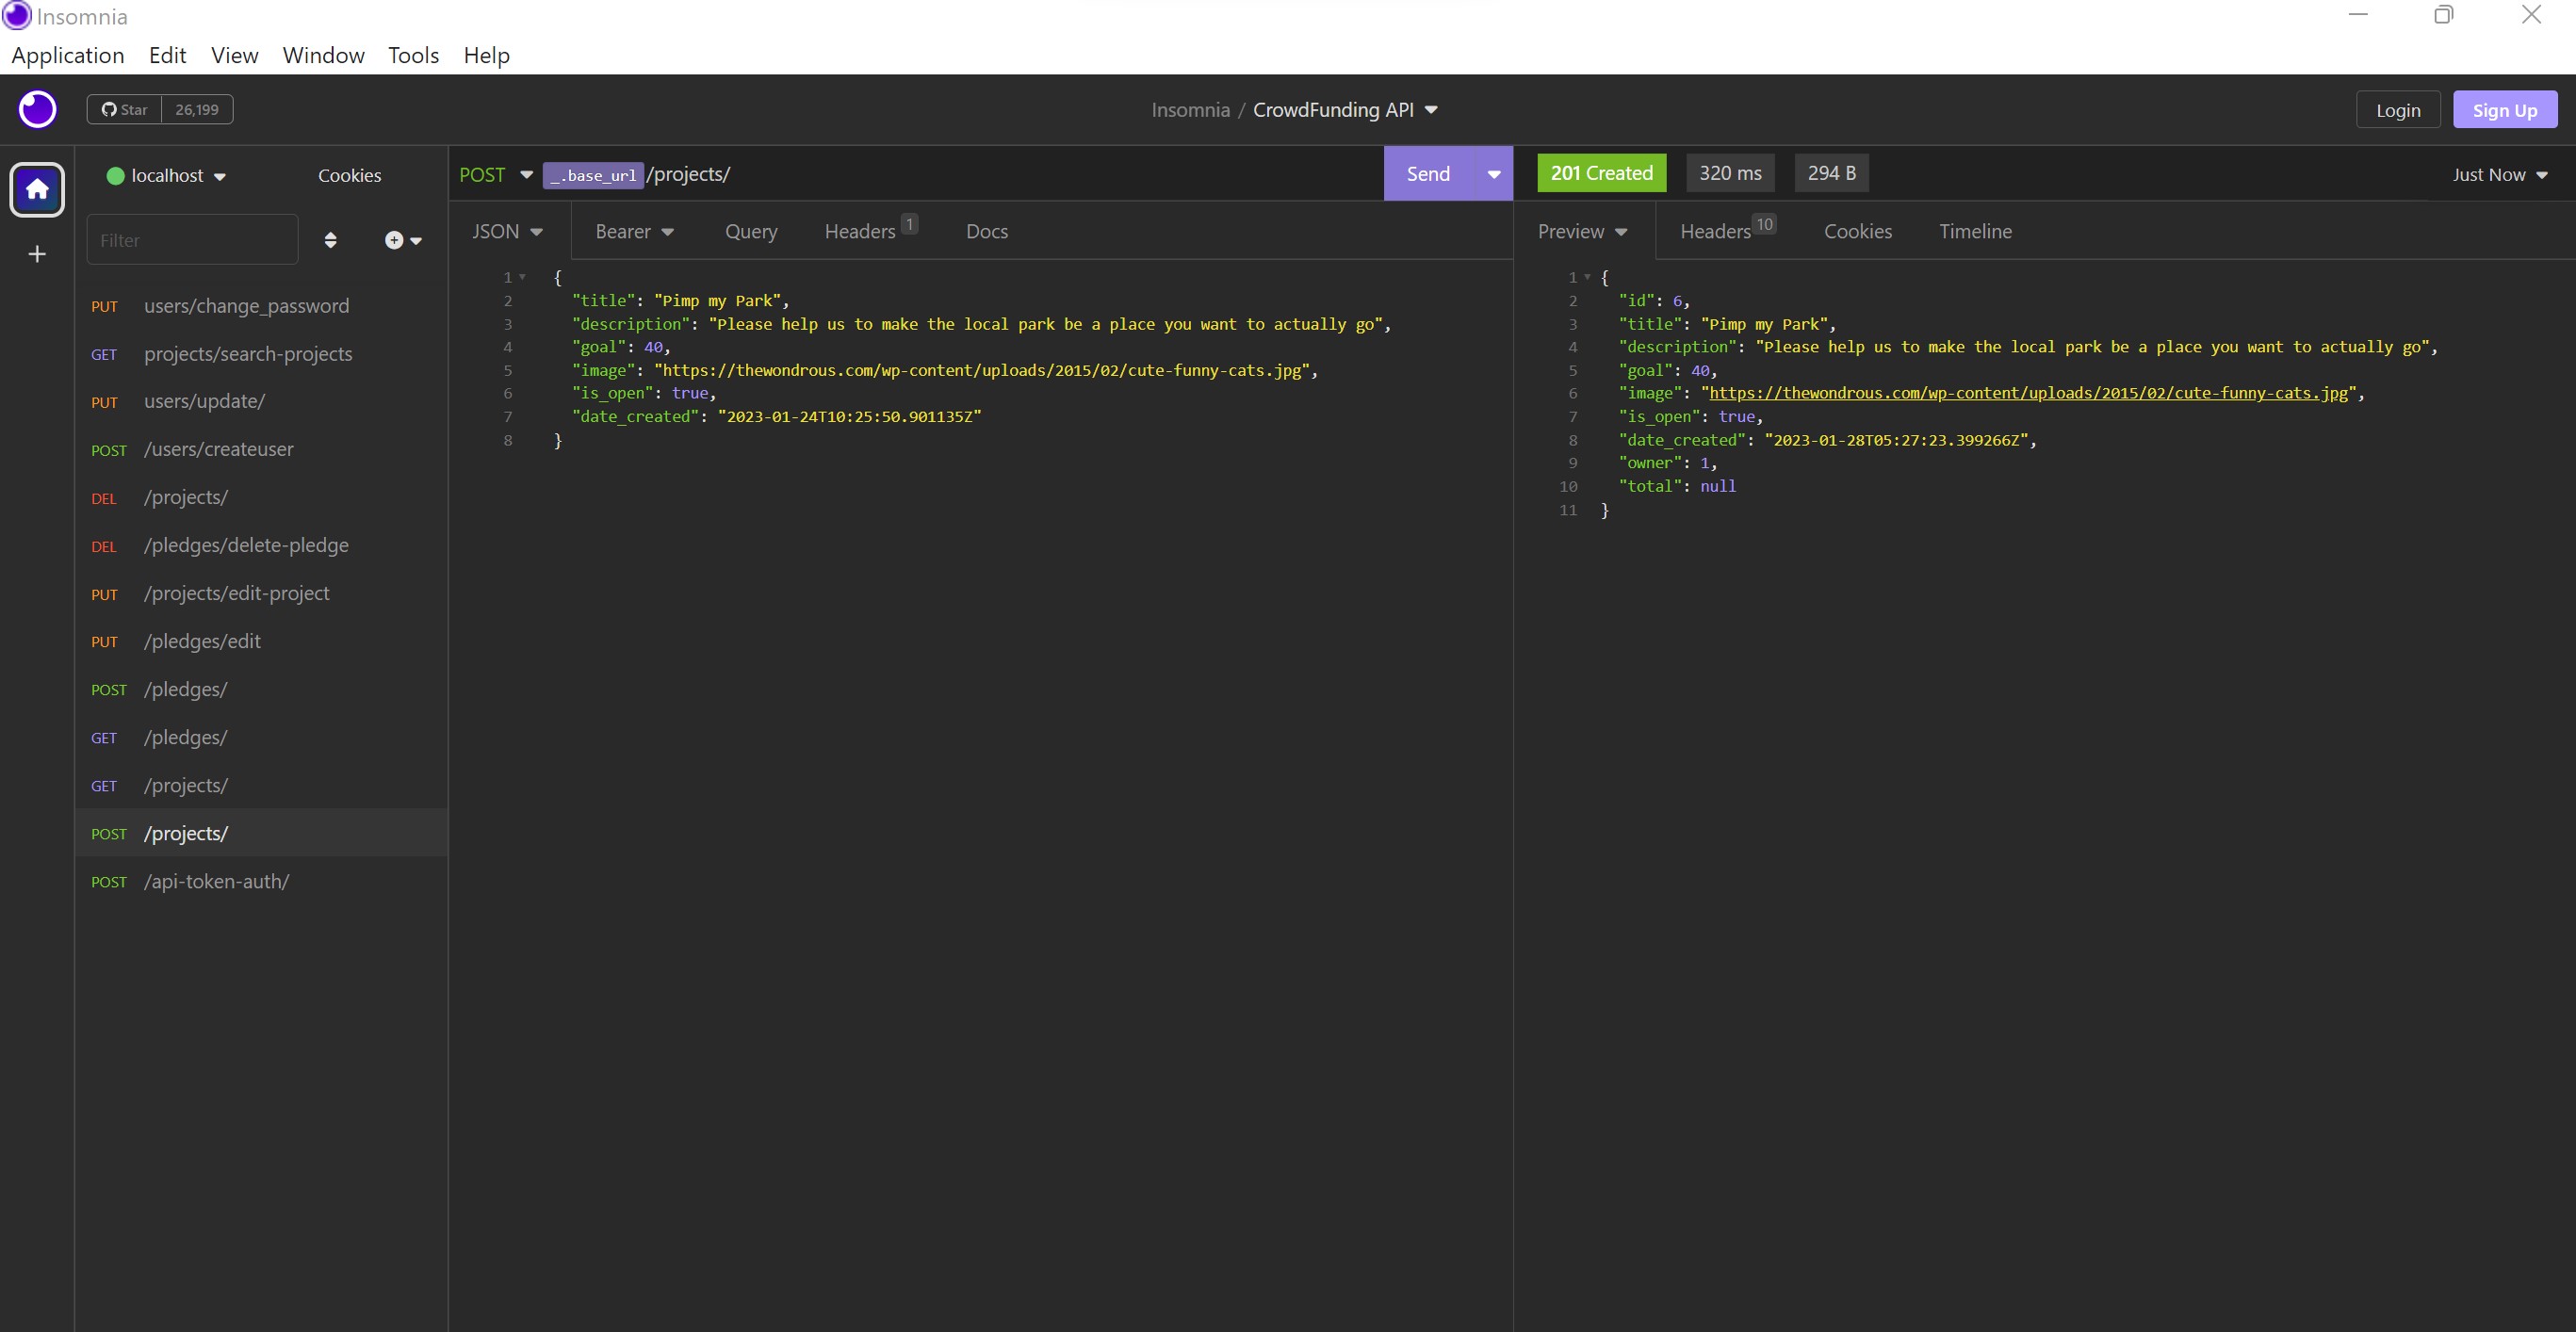 Insomnia
Application Edit View Window Tools Help
Star 26,199
Insomnia / CrowdFunding API
Login Sign Up
localhost Cookies
Filter
PUT users/change_password
GET projects/search-projects
PUT users/update/
POST /users/createuser
DEL /projects/
DEL /pledges/delete-pledge
PUT /projects/edit-project
PUT /pledges/edit
POST /pledges/
GET /pledges/
GET /projects/
POST /projects/
POST /api-token-auth/
POST _.base_url /projects/ Send
JSON Bearer Query Headers 1 Docs
1 {
2 "title": "Pimp my Park",
3 "description": "Please help us to make the local park be a place you want to actually go",
4 "goal": 40,
5 "image": "https://thewondrous.com/wp-content/uploads/2015/02/cute-funny-cats.jpg",
6 "is_open": true,
7 "date_created": "2023-01-24T10:25:50.901135Z"
8 }
201 Created 320 ms 294 B Just Now
Preview Headers 10 Cookies Timeline
1 {
2 "id": 6,
3 "title": "Pimp my Park",
4 "description": "Please help us to make the local park be a place you want to actually go",
5 "goal": 40,
6 "image": "https://thewondrous.com/wp-content/uploads/2015/02/cute-funny-cats.jpg",
7 "is_open": true,
8 "date_created": "2023-01-28T05:27:23.399266Z",
9 "owner": 1,
10 "total": null
11 }